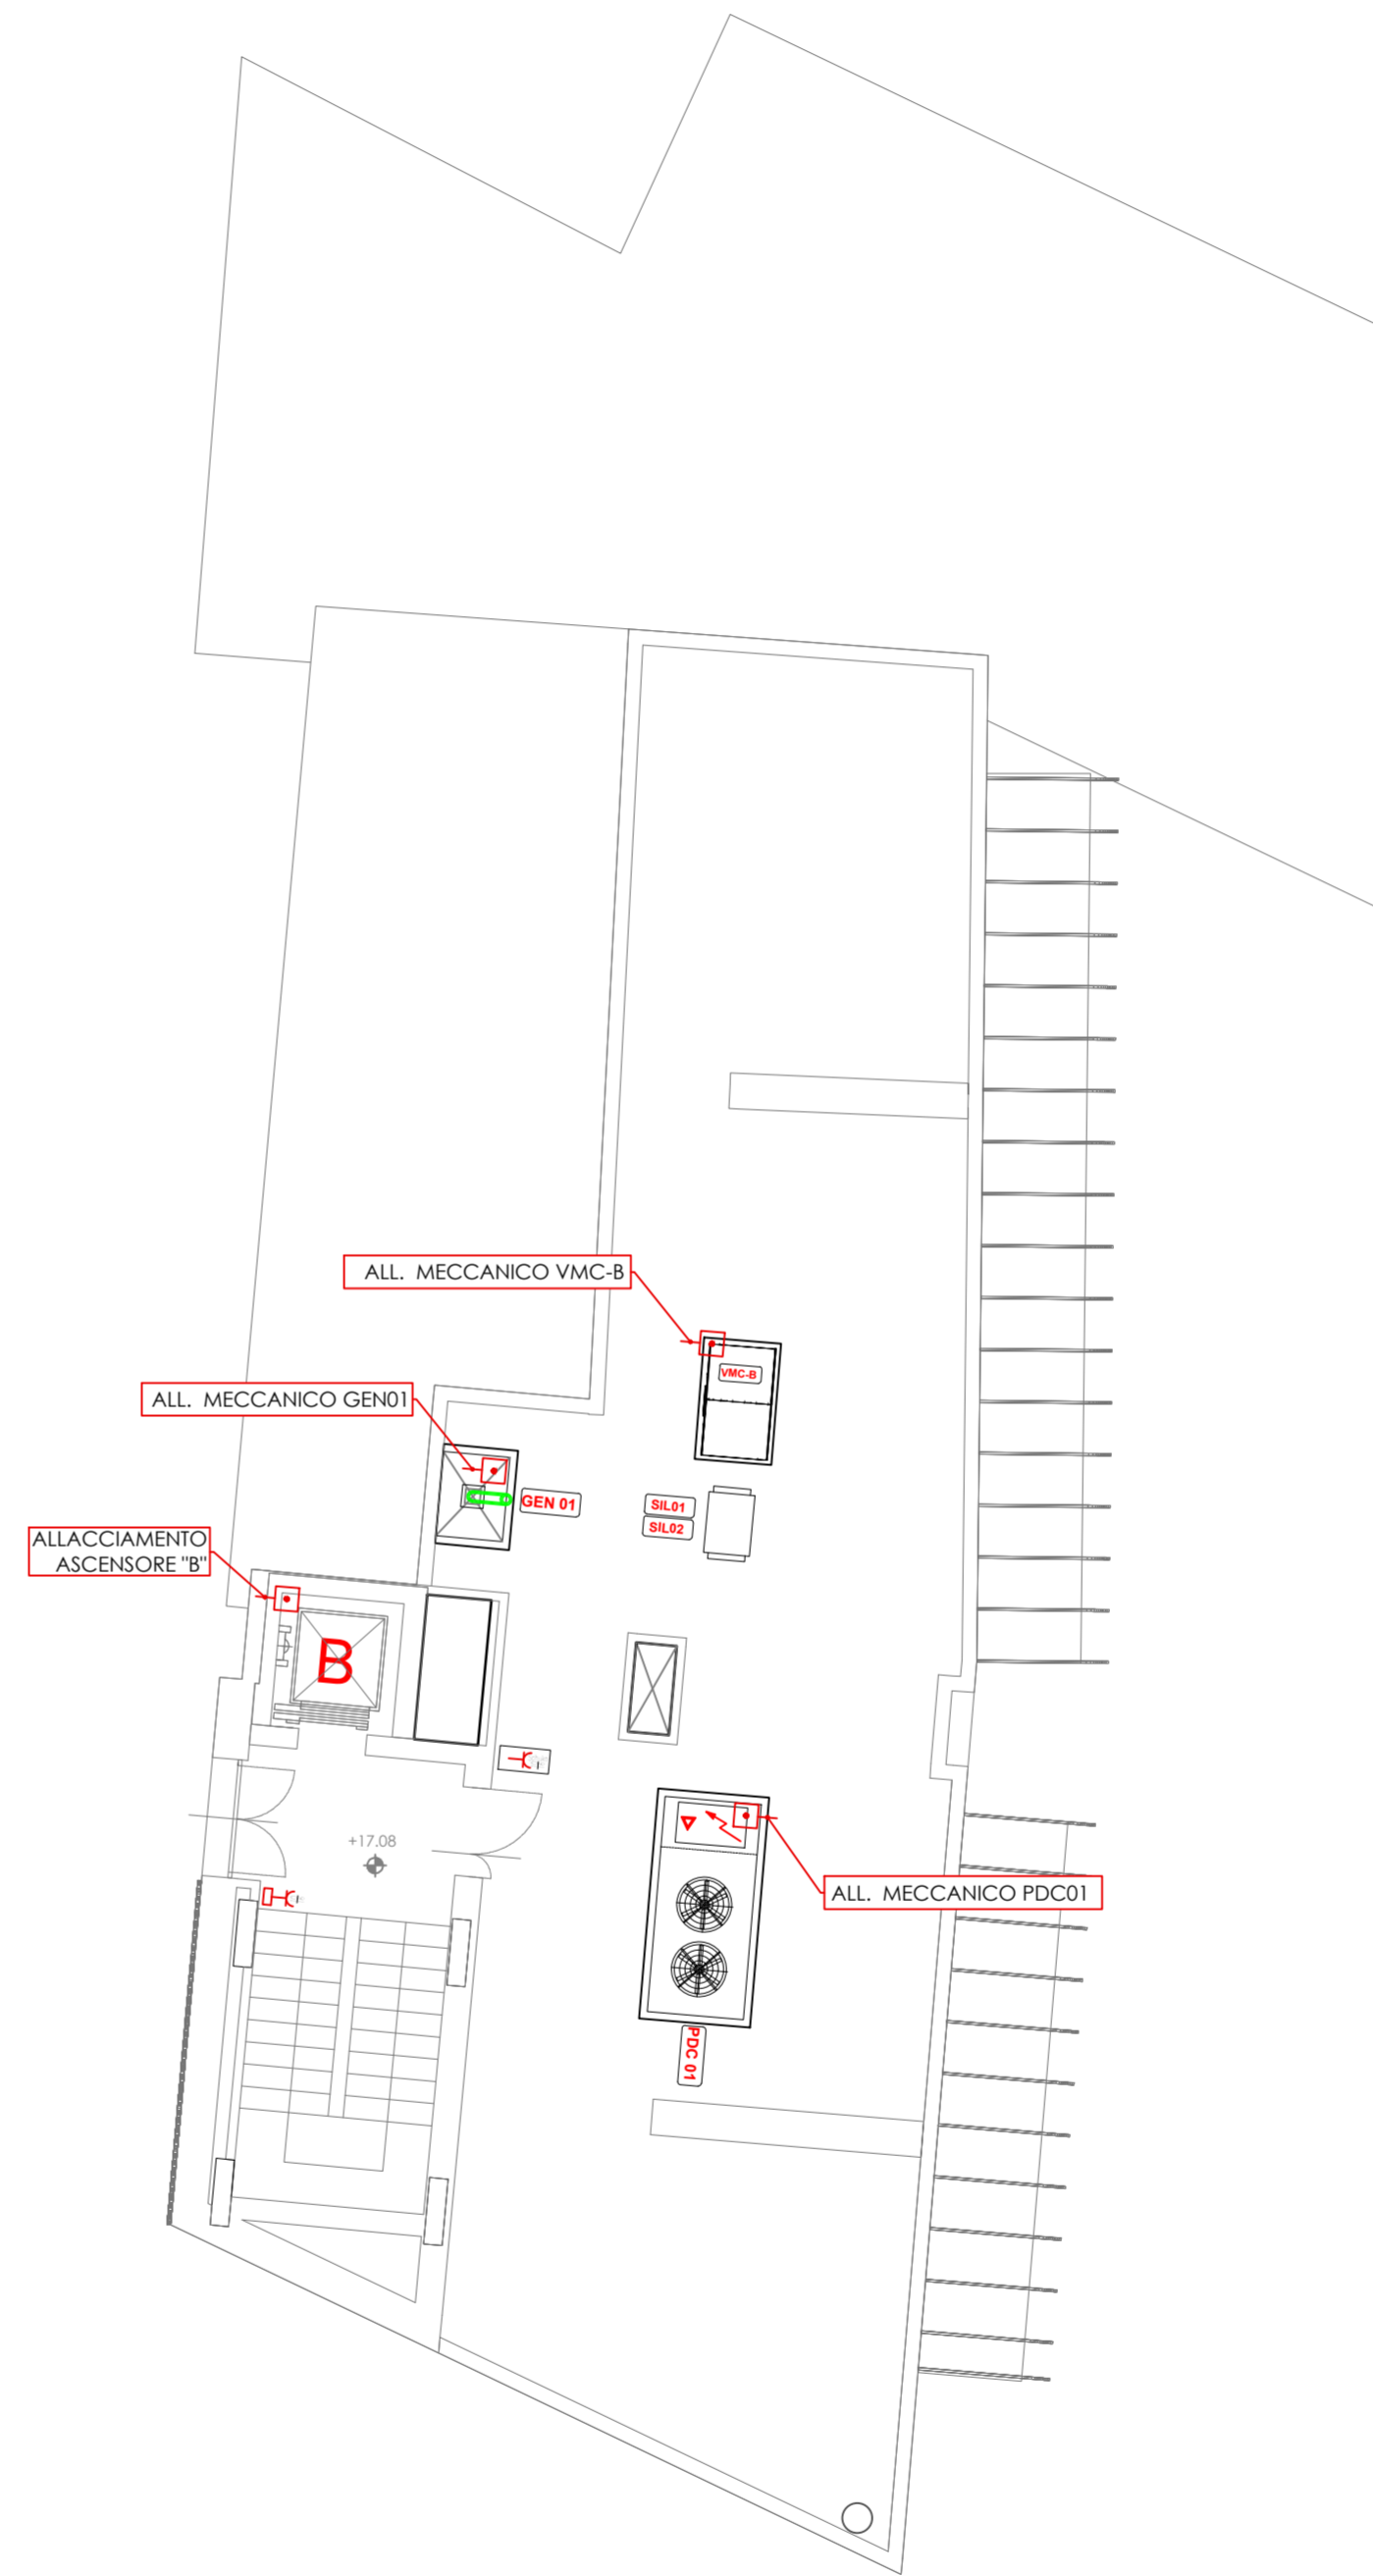 ALL. MECCANICO VMC-B
VMC-B
ALL. MECCANICO GEN01
GEN 01
SIL01
SIL02
ALLACCIAMENTO
ASCENSORE "B"
B
+17.08
ALL. MECCANICO PDC01
PDC 01